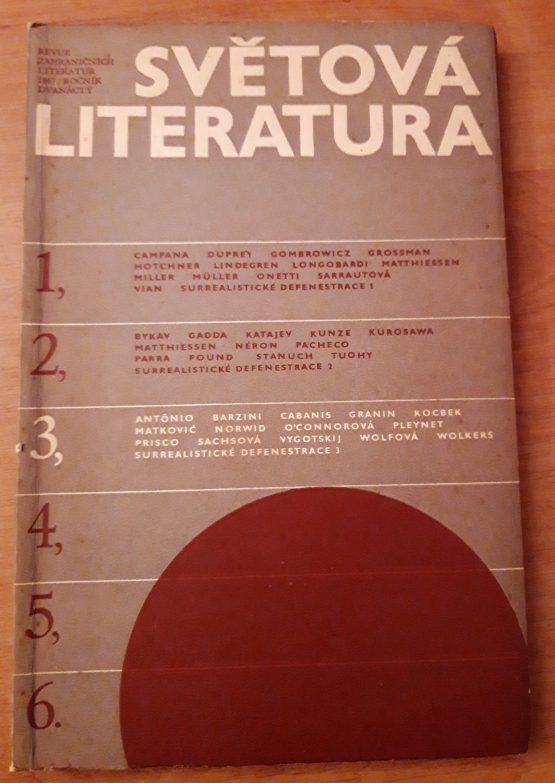 REVUE
ZAHRANIČNÍCH
LITERATUR
1967/ROČNÍK
DVANÁCTÝ
SVĚTOVÁ
LITERATURA
1,
CAMPANA DUPREY GOMBROWICZ GROSSMAN
HOTCHNER LINDEGREN LONGOBARDI MATTHIESSEN
MILLER MÜLLER ONETTI SARRAUTOVÁ
VIAN SURREALISTICKÉ DEFENESTRACE 1
2,
BYKAV GADDA KATAJEV KUNZE KUROSAWA
MATTHIESSEN NÉRON PACHECO
PARRA POUND STANUCH TUOHY
SURREALISTICKÉ DEFENESTRACE 2
3,
ANTÔNIO BARZINI CABANIS GRANIN KOCBEK
MATKOVIĆ NORWID O'CONNOROVÁ PLEYNET
PRISCO SACHSOVÁ VYGOTSKIJ WOLFOVÁ WOLKERS
SURREALISTICKÉ DEFENESTRACE 3
4,
5,
6.